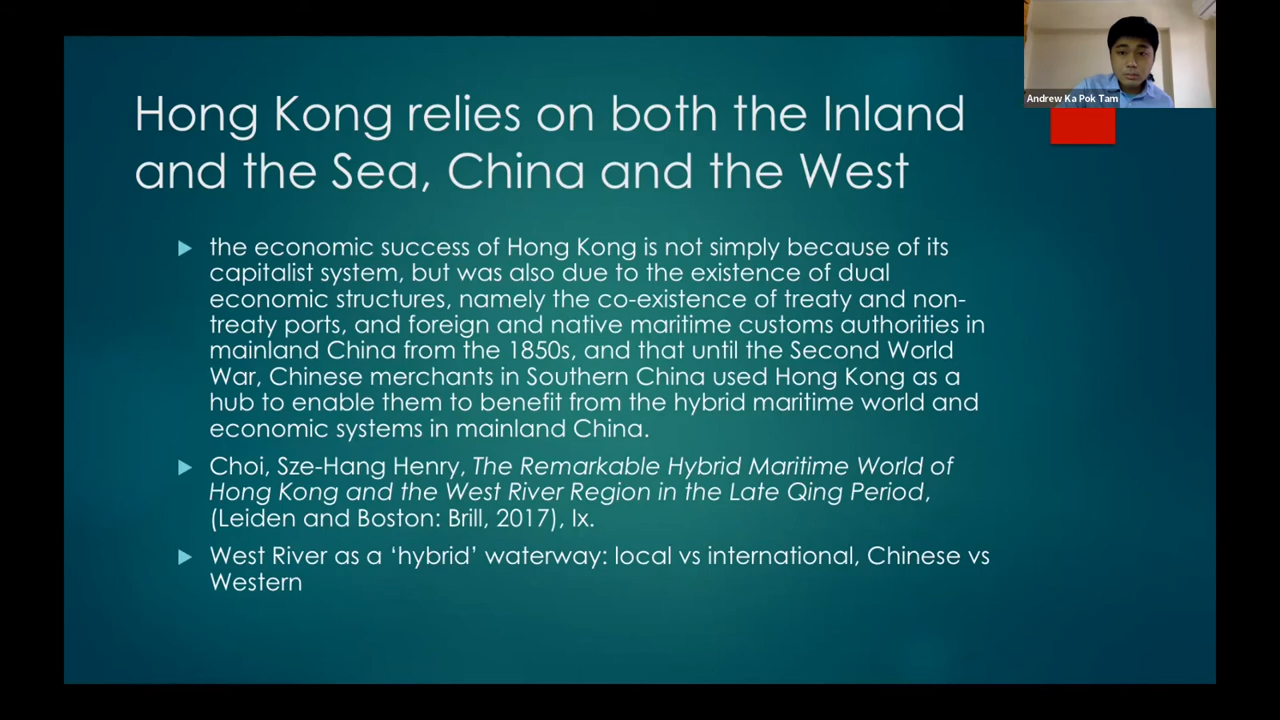 Andrew Ka Pok Tam
Hong Kong relies on both the Inland
and the Sea, China and the West
the economic success of Hong Kong is not simply because of its
capitalist system, but was also due to the existence of dual
economic structures, namely the co-existence of treaty and non-
treaty ports, and foreign and native maritime customs authorities in
mainland China from the 1850s, and that until the Second World
War, Chinese merchants in Southern China used Hong Kong as a
hub to enable them to benefit from the hybrid maritime world and
economic systems in mainland China.
Choi, Sze-Hang Henry, The Remarkable Hybrid Maritime World of
Hong Kong and the West River Region in the Late Qing Period,
(Leiden and Boston: Brill, 2017), Ix.
West River as a ‘hybrid’ waterway: local vs international, Chinese vs
Western